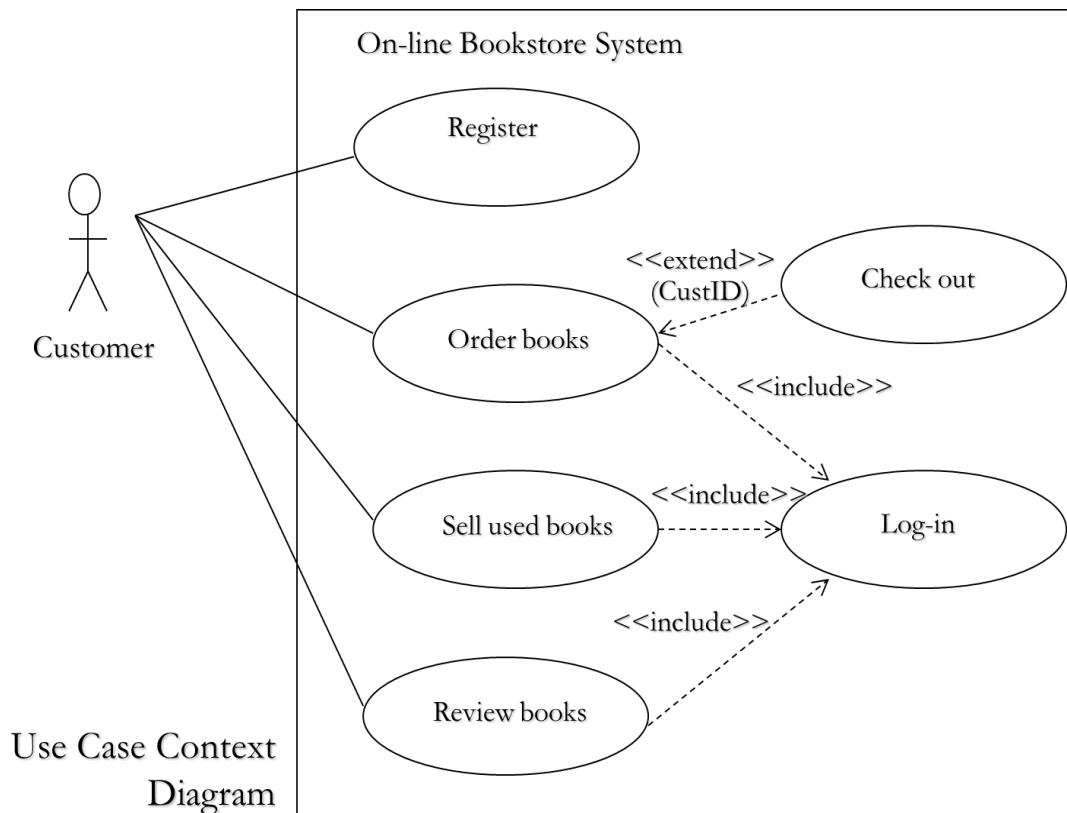 On-line Bookstore System
Register
<<extend>>
(CustID)
Check out
Customer
Order books
<<include>>
<<include>>
Sell used books
Log-in
<<include>>
Review books
Use Case Context
Diagram